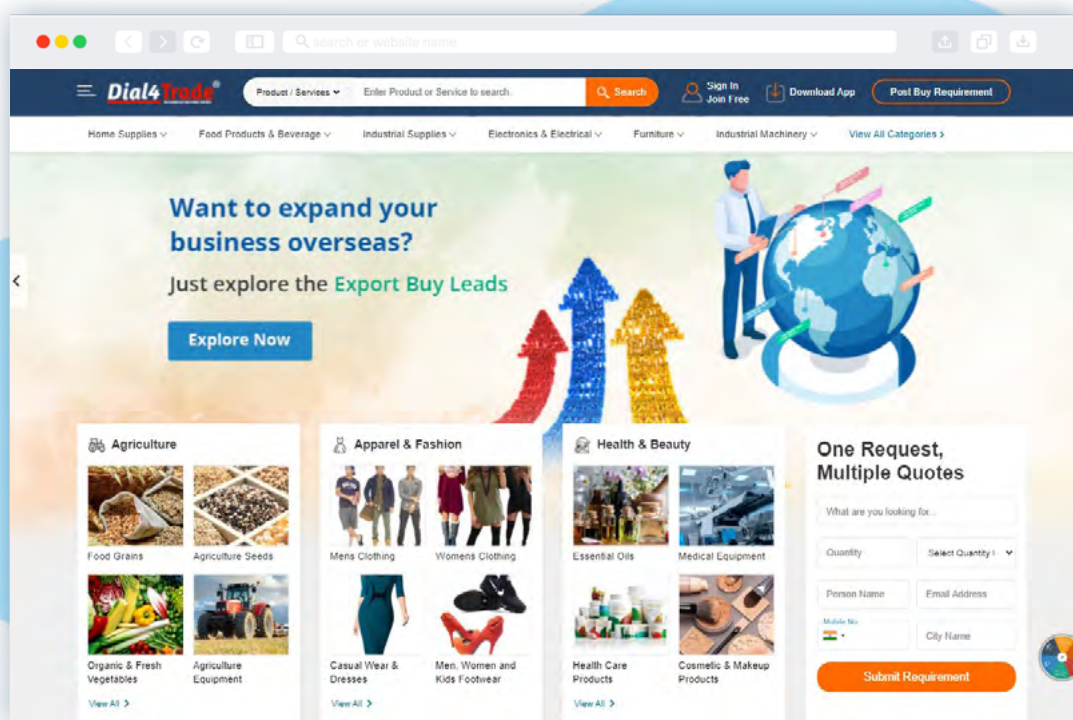 search or website name
Dial4Trade®
Product / Services
Enter Product or Service to search.
Search
Sign In
Join Free
Download App
Post Buy Requirement
Home Supplies
Food Products & Beverage
Industrial Supplies
Electronics & Electrical
Furniture
Industrial Machinery
View All Categories >
Want to expand your
business overseas?
Just explore the Export Buy Leads
Explore Now
Agriculture
Food Grains
Agriculture Seeds
Organic & Fresh
Vegetables
Agriculture
Equipment
View All >
Apparel & Fashion
Mens Clothing
Womens Clothing
Casual Wear &
Dresses
Men, Women and
Kids Footwear
View All >
Health & Beauty
Essential Oils
Medical Equipment
Health Care
Products
Cosmetic & Makeup
Products
View All >
One Request,
Multiple Quotes
What are you looking for...
Quantity
Select Quantity
Person Name
Email Address
Mobile No.
City Name
Submit Requirement